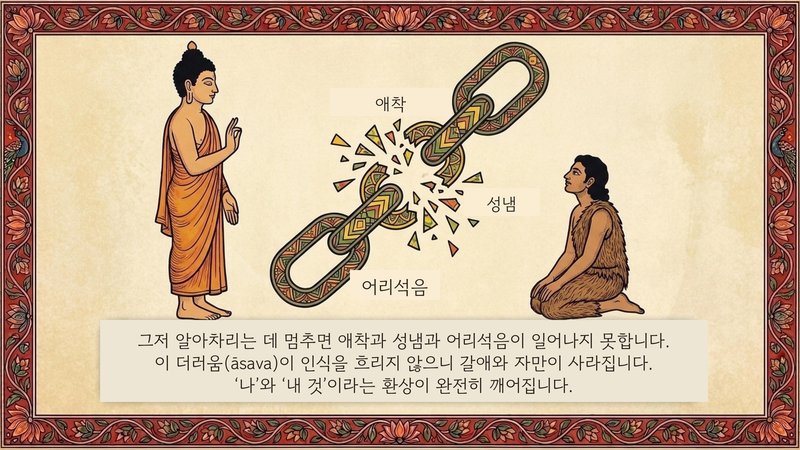 애착
성냄
어리석음
그저 알아차리는 데 멈추면 애착과 성냄과 어리석음이 일어나지 못합니다.
이 더러움(āsava)이 인식을 흐리지 않으니 갈애와 자만이 사라집니다.
‘나’와 ‘내 것’이라는 환상이 완전히 깨어집니다.